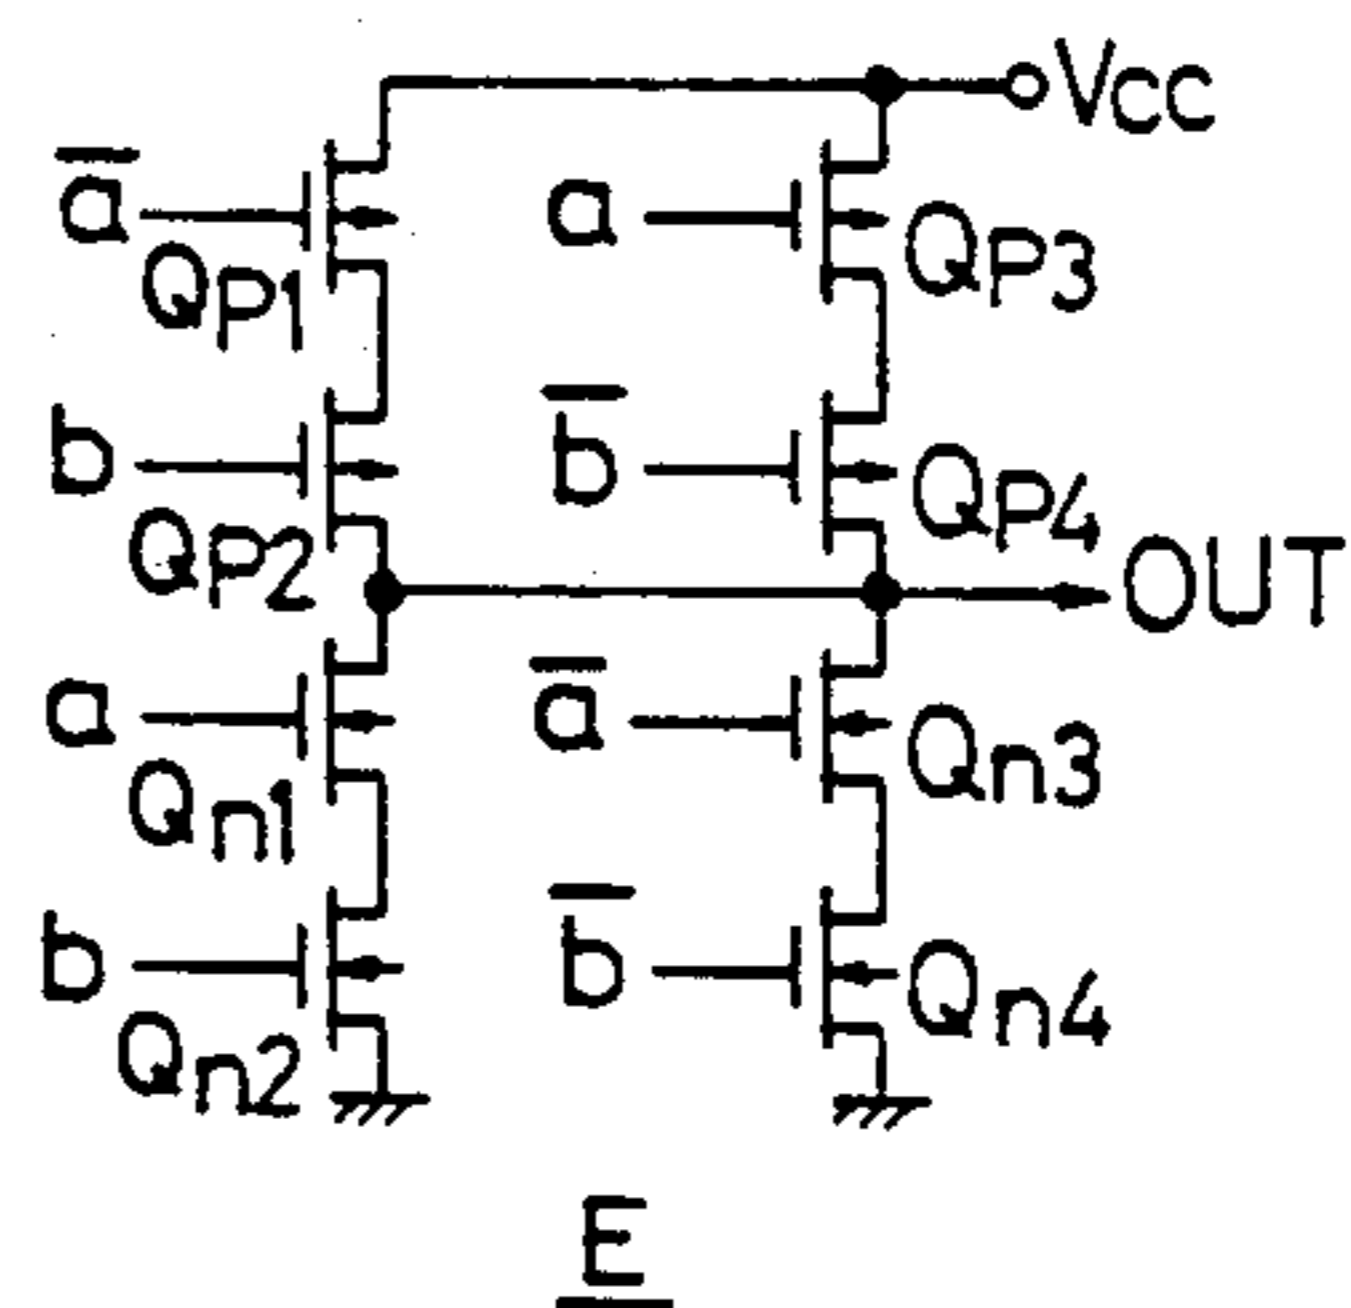 Vcc
a̅ a
QP1 QP3
b b̅
QP2 QP4
OUT
a a̅
Qn1 Qn3
b b̅
Qn2 Qn4
E